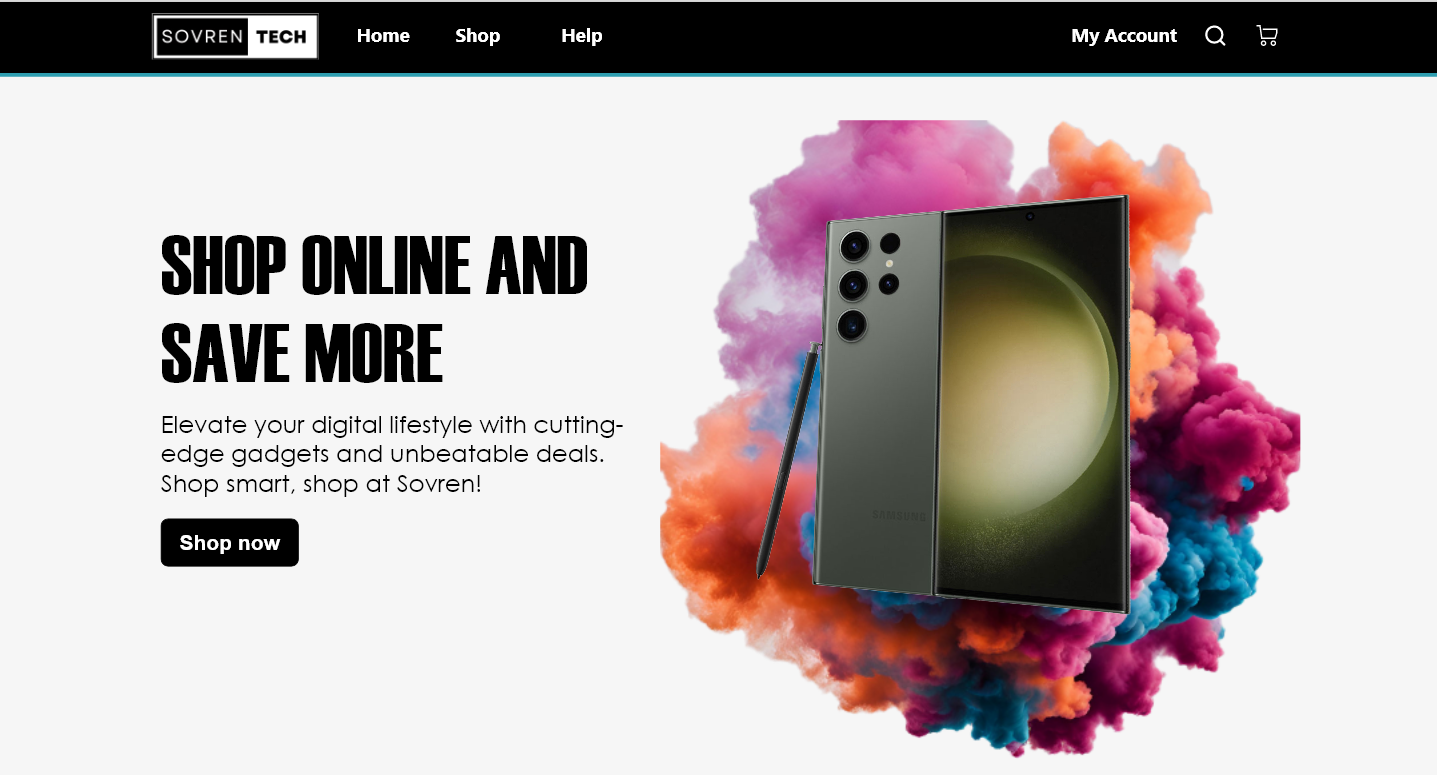 SOVREN TECH Home Shop Help My Account
SHOP ONLINE AND
SAVE MORE
Elevate your digital lifestyle with cutting-
edge gadgets and unbeatable deals.
Shop smart, shop at Sovren!
Shop now
SAMSUNG